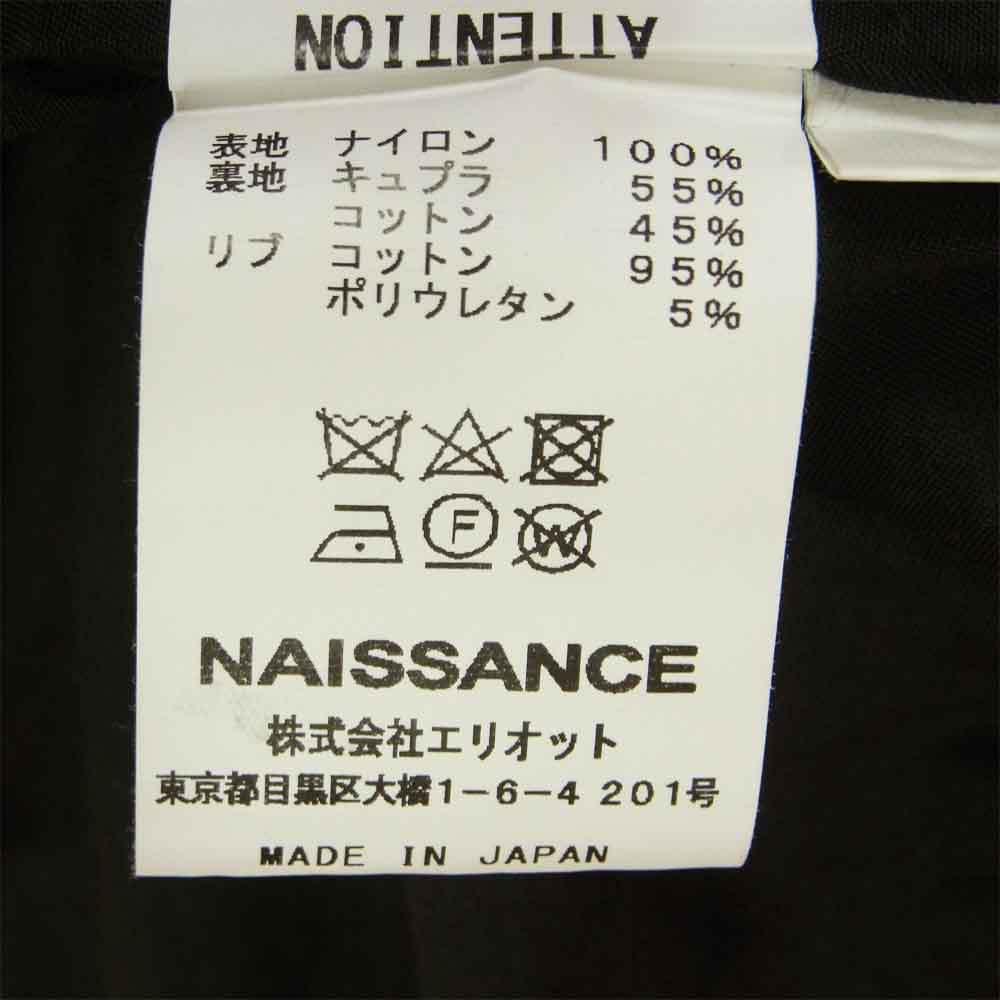 ATTENTION
表地 ナイロン 100%
裏地 キュプラ 55%
コットン 45%
リブ コットン 95%
ポリウレタン 5%
F
W
NAISSANCE
株式会社エリオット
東京都目黒区大橋1-6-4 201号
MADE IN JAPAN